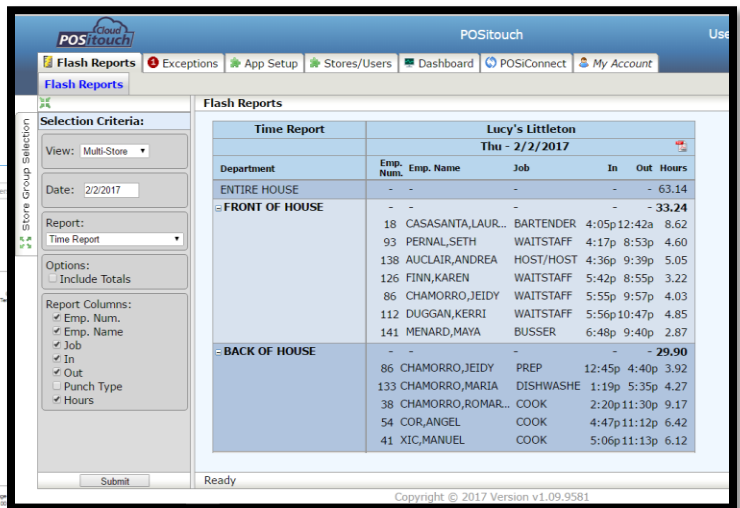 Cloud
POSitouch
POSitouch
Use
Flash Reports
1 Exceptions
App Setup
Stores/Users
Dashboard
POSiConnect
My Account
Flash Reports
Store Group Selection
Selection Criteria:
View: Multi-Store
Date: 2/2/2017
Report:
Time Report
Options:
Include Totals
Report Columns:
Emp. Num.
Emp. Name
Job
In
Out
Punch Type
Hours
Submit
Flash Reports
Time Report Lucy's Littleton
Thu - 2/2/2017
Department Emp. Num. Emp. Name Job In Out Hours
ENTIRE HOUSE - - - - - 63.14
FRONT OF HOUSE - - - - - 33.24
18 CASASANTA,LAUR... BARTENDER 4:05p 12:42a 8.62
93 PERNAL,SETH WAITSTAFF 4:17p 8:53p 4.60
138 AUCLAIR,ANDREA HOST/HOST 4:36p 9:39p 5.05
126 FINN,KAREN WAITSTAFF 5:42p 8:55p 3.22
86 CHAMORRO,JEIDY WAITSTAFF 5:55p 9:57p 4.03
112 DUGGAN,KERRI WAITSTAFF 5:56p 10:47p 4.85
141 MENARD,MAYA BUSSER 6:48p 9:40p 2.87
BACK OF HOUSE - - - - - 29.90
86 CHAMORRO,JEIDY PREP 12:45p 4:40p 3.92
133 CHAMORRO,MARIA DISHWASHE 1:19p 5:35p 4.27
38 CHAMORRO,ROMAR... COOK 2:20p 11:30p 9.17
54 COR,ANGEL COOK 4:47p 11:12p 6.42
41 XIC,MANUEL COOK 5:06p 11:13p 6.12
Ready
Copyright © 2017 Version v1.09.9581